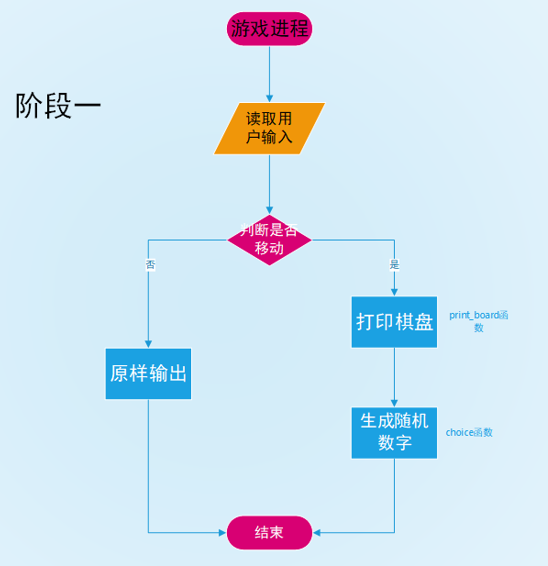 游戏进程
阶段一
读取用
户输入
判断是否
移动
否
是
打印棋盘
print_board函
数
原样输出
生成随机
数字
choice函数
结束